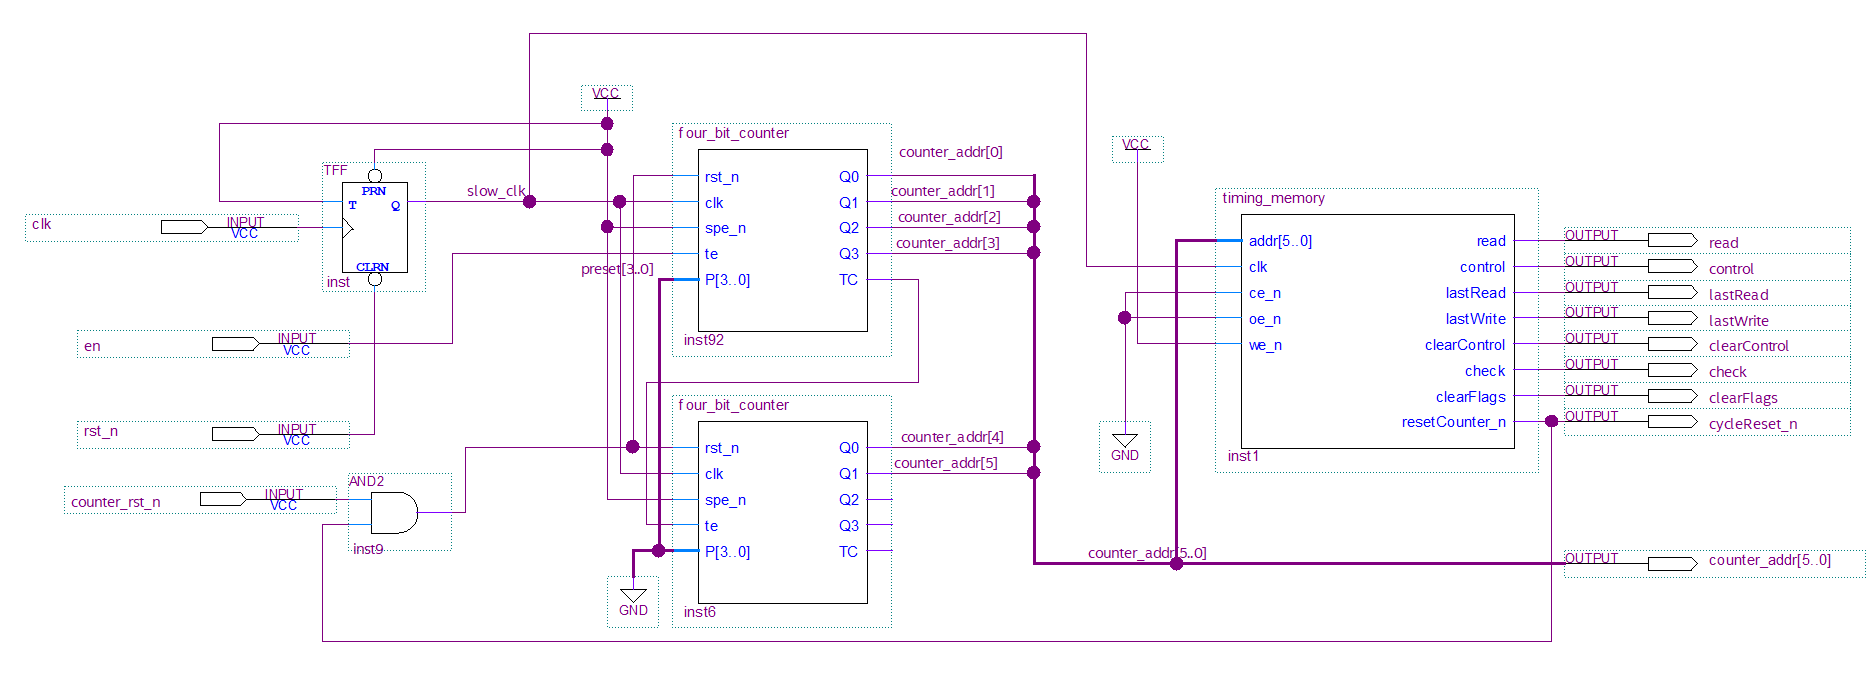 clk
INPUT
VCC
TFF
PRN
T
Q
CLRN
inst
en
INPUT
VCC
rst_n
INPUT
VCC
counter_rst_n
INPUT
VCC
AND2
inst9
slow_clk
VCC
four_bit_counter
rst_n
clk
spe_n
te
P[3..0]
Q0
Q1
Q2
Q3
TC
inst92
preset[3..0]
counter_addr[0]
counter_addr[1]
counter_addr[2]
counter_addr[3]
four_bit_counter
rst_n
clk
spe_n
te
P[3..0]
Q0
Q1
Q2
Q3
TC
inst6
GND
counter_addr[4]
counter_addr[5]
counter_addr[5..0]
VCC
GND
timing_memory
addr[5..0]
clk
ce_n
oe_n
we_n
read
control
lastRead
lastWrite
clearControl
check
clearFlags
resetCounter_n
inst1
OUTPUT
read
OUTPUT
control
OUTPUT
lastRead
OUTPUT
lastWrite
OUTPUT
clearControl
OUTPUT
check
OUTPUT
clearFlags
OUTPUT
cycleReset_n
OUTPUT
counter_addr[5..0]